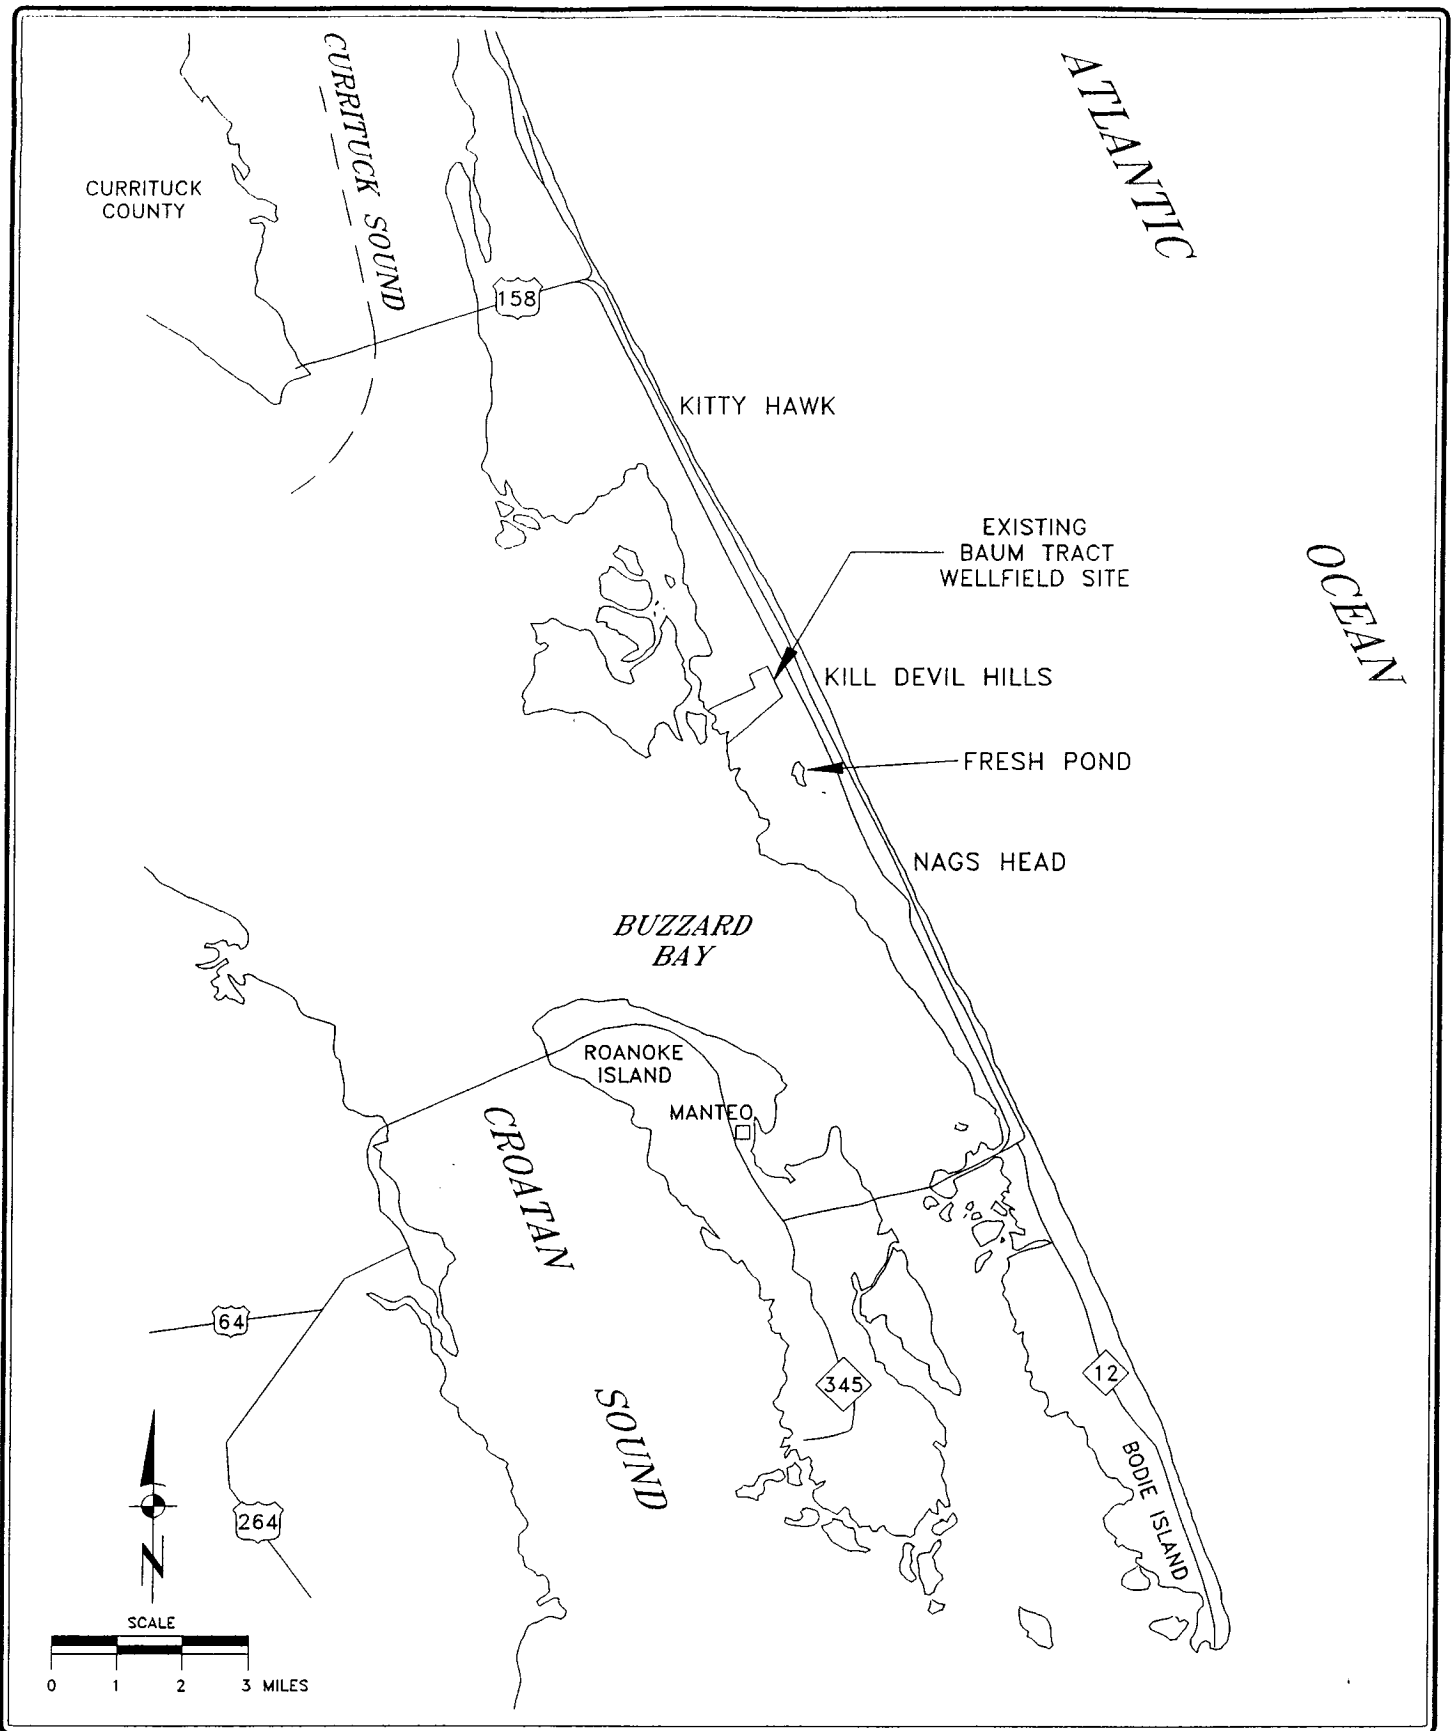 ATLANTIC
OCEAN
CURRITUCK SOUND
CURRITUCK
COUNTY
158
KITTY HAWK
EXISTING
BAUM TRACT
WELLFIELD SITE
KILL DEVIL HILLS
FRESH POND
NAGS HEAD
BUZZARD
BAY
ROANOKE
ISLAND
MANTEO
CROATAN
SOUND
64
345
12
BODIE ISLAND
264
N
SCALE
0 1 2 3 MILES